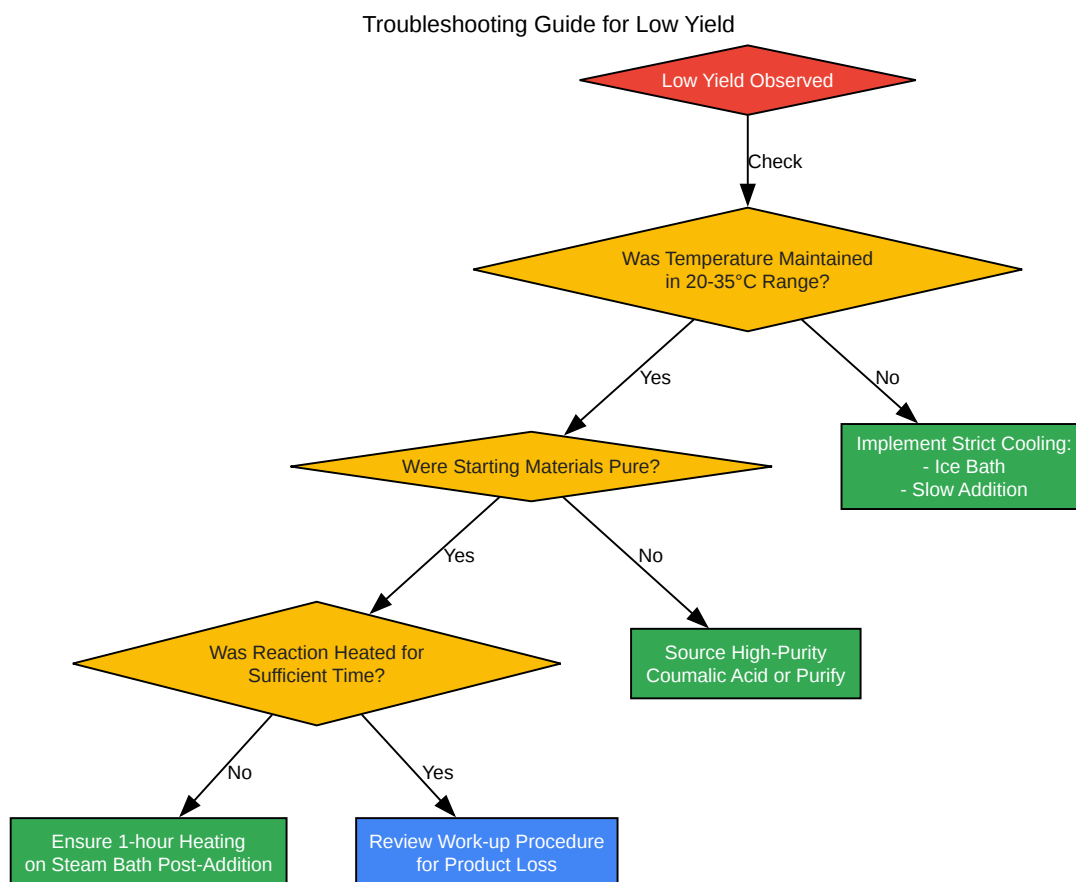 Troubleshooting Guide for Low Yield
Low Yield Observed
Check
Was Temperature Maintained
in 20-35°C Range?
Yes
No
Implement Strict Cooling:
- Ice Bath
- Slow Addition
Were Starting Materials Pure?
Yes
No
Source High-Purity
Coumalic Acid or Purify
Was Reaction Heated for
Sufficient Time?
No
Yes
Ensure 1-hour Heating
on Steam Bath Post-Addition
Review Work-up Procedure
for Product Loss